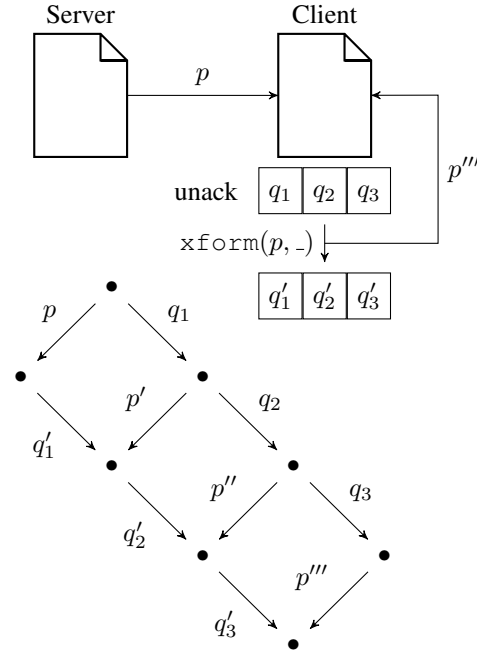 Server Client
p
p′′′
unack q₁ q₂ q₃
xform(p, _)
q′₁ q′₂ q′₃
p q₁
p′ q₂
q′₁
p′′ q₃
q′₂
p′′′
q′₃